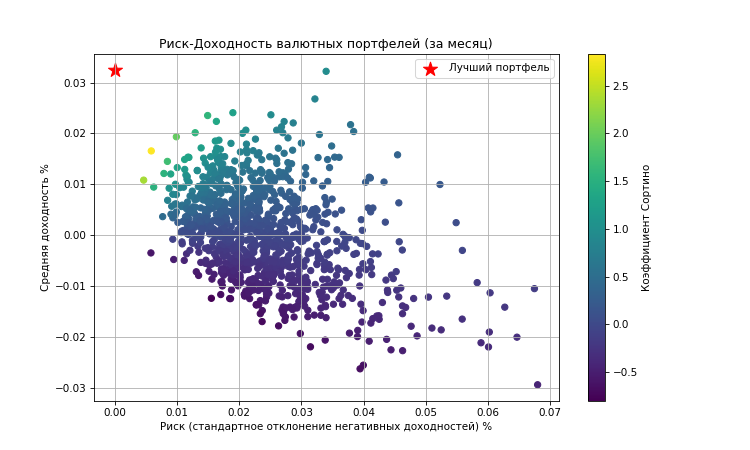 Риск-Доходность валютных портфелей (за месяц)
Лучший портфель
0.03
0.02
0.01
0.00
−0.01
−0.02
−0.03
Средняя доходность %
0.00 0.01 0.02 0.03 0.04 0.05 0.06 0.07
Риск (стандартное отклонение негативных доходностей) %
2.5
2.0
1.5
1.0
0.5
0.0
−0.5
Коэффициент Сортино